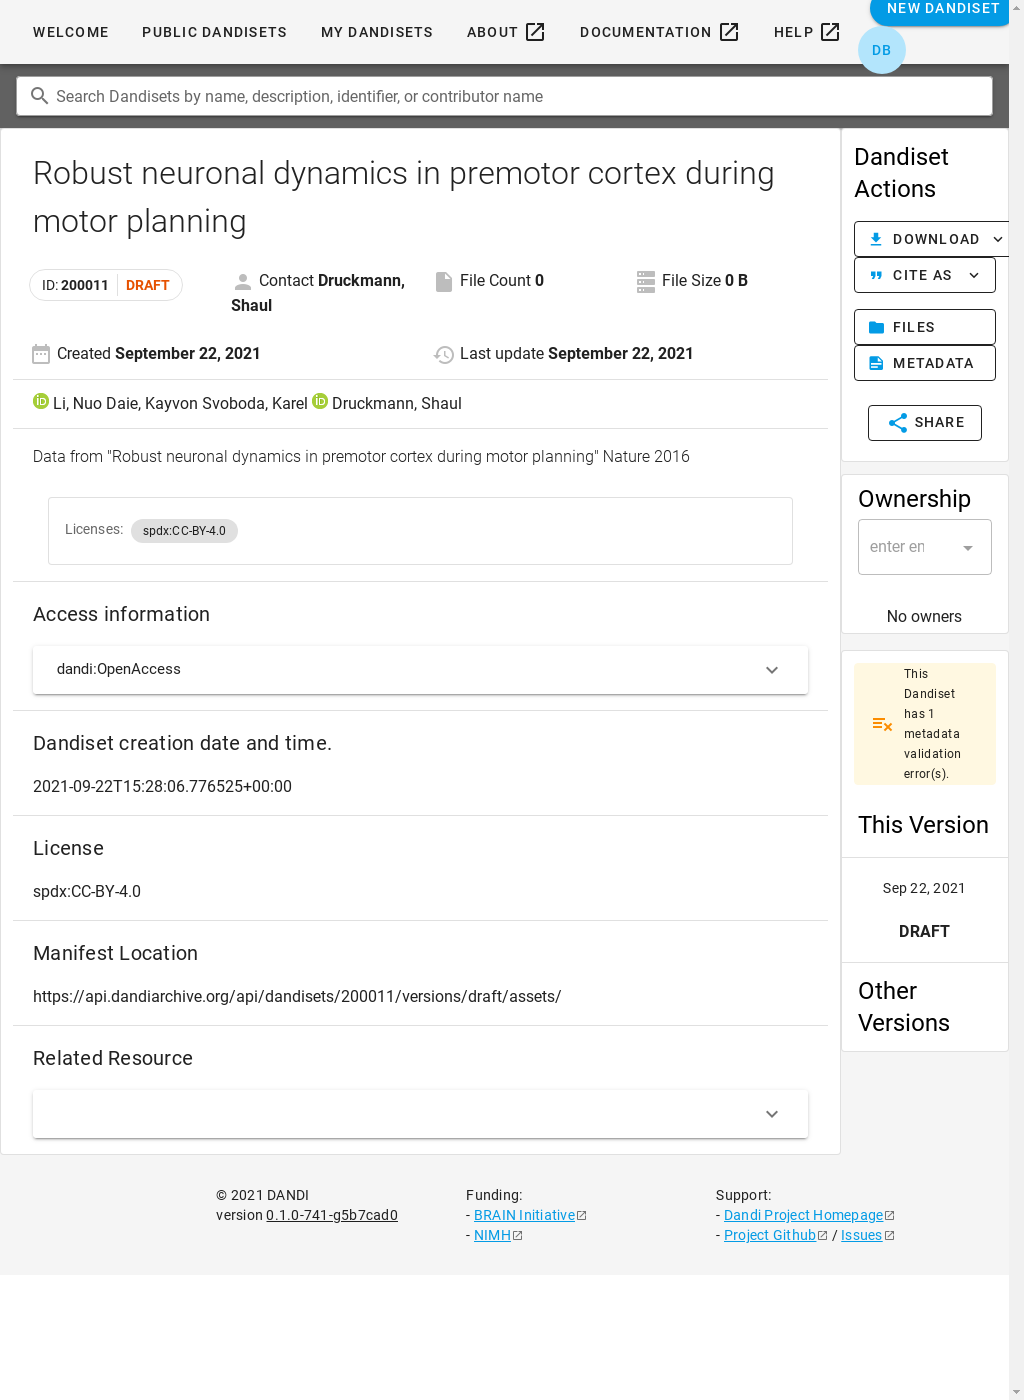 WELCOME PUBLIC DANDISETS MY DANDISETS ABOUT DOCUMENTATION HELP NEW DANDISET
DB
Search Dandisets by name, description, identifier, or contributor name
Robust neuronal dynamics in premotor cortex during
motor planning
ID: 200011 DRAFT
Contact Druckmann,
Shaul
File Count 0
File Size 0 B
Created September 22, 2021
Last update September 22, 2021
iD Li, Nuo Daie, Kayvon Svoboda, Karel iD Druckmann, Shaul
Data from "Robust neuronal dynamics in premotor cortex during motor planning" Nature 2016
Licenses: spdx:CC-BY-4.0
Access information
dandi:OpenAccess
Dandiset creation date and time.
2021-09-22T15:28:06.776525+00:00
License
spdx:CC-BY-4.0
Manifest Location
https://api.dandiarchive.org/api/dandisets/200011/versions/draft/assets/
Related Resource
Dandiset
Actions
DOWNLOAD
CITE AS
FILES
METADATA
SHARE
Ownership
enter en
No owners
This
Dandiset
has 1
metadata
validation
error(s).
This Version
Sep 22, 2021
DRAFT
Other
Versions
© 2021 DANDI
version 0.1.0-741-g5b7cad0
Funding:
- BRAIN Initiative
- NIMH
Support:
- Dandi Project Homepage
- Project Github / Issues